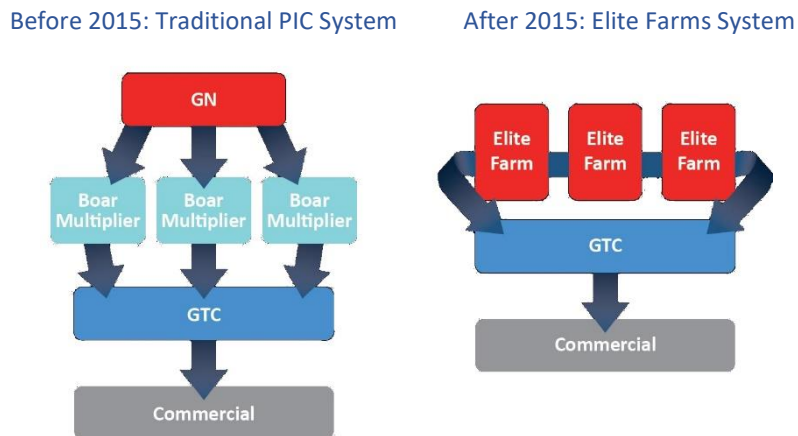 Before 2015: Traditional PIC System
After 2015: Elite Farms System
GN
Boar
Multiplier
Boar
Multiplier
Boar
Multiplier
GTC
Commercial
Elite
Farm
Elite
Farm
Elite
Farm
GTC
Commercial